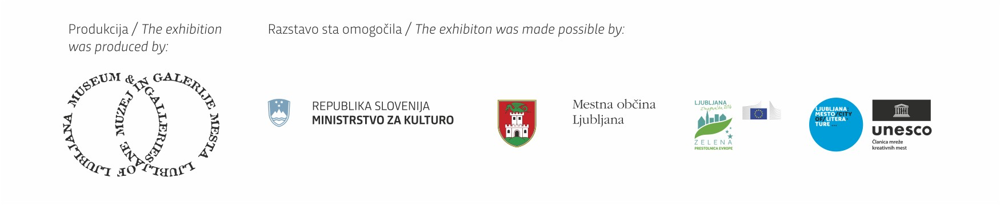 Produkcija / The exhibition
was produced by:
Razstavo sta omogočila / The exhibiton was made possible by:
MUSEUM & GALLERIES OF LJUBLJANA
MUZEJ IN GALERIJE MESTA LJUBLJANE
REPUBLIKA SLOVENIJA
MINISTRSTVO ZA KULTURO
Mestna občina
Ljubljana
LJUBLJANA
Zmagovalka 2016
ZELENA
PRESTOLNICA EVROPE
LJUBLJANA:
MESTO/CITY
OF/LITERA-
TURE ...
unesco
Članica mreže
kreativnih mest